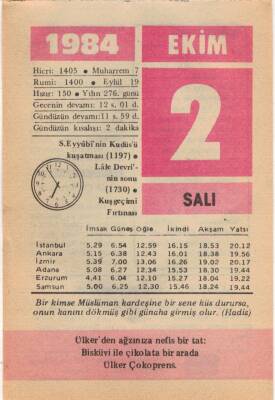 1984
EKİM
Hicri: 1405 • Muharrem 7
Rumi: 1400 • Eylül 19
Hızır: 150 • Yılın 276. günü
Gecenin devamı: 12 s. 01 d.
Gündüzün devamı: 11 s. 59 d.
Gündüzün kısalışı: 2 dakika
2
SALI
S.Eyyûbî'nin Kudüs'ü
kuşatması (1197) •
Lâle Devri'-
nin sonu
(1730) •
Kuşgeçimi
Fırtınası
İmsak Güneş Öğle İkindi Akşam Yatsı
İstanbul 5.29 6.54 12.59 16.15 18.53 20.12
Ankara 5.15 6.38 12.43 16.01 18.38 19.56
İzmir 5.39 7.00 13.06 16.26 19.02 20.17
Adana 5.08 6.27 12.34 15.53 18.30 19.44
Erzurum 4.41 6.04 12.10 15.27 18.04 19.22
Samsun 5.00 6.25 12.30 15.46 18.24 19.44
Bir kimse Müslüman kardeşine bir sene küs durursa,
onun kanını dökmüş gibi günaha girmiş olur. (Hadis)
Ülker'den ağzınıza nefis bir tat:
Bisküvi ile çikolata bir arada
Ülker Çokoprens.